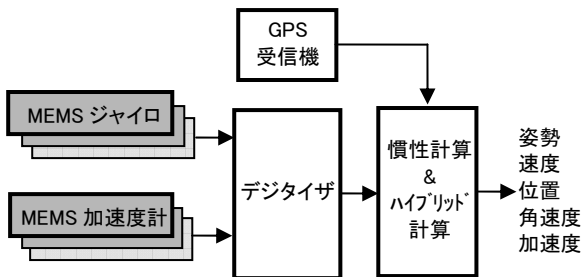 GPS
受信機
MEMS ジャイロ
MEMS 加速度計
デジタイザ
慣性計算
&
ﾊｲﾌﾞﾘｯﾄﾞ
計算
姿勢
速度
位置
角速度
加速度